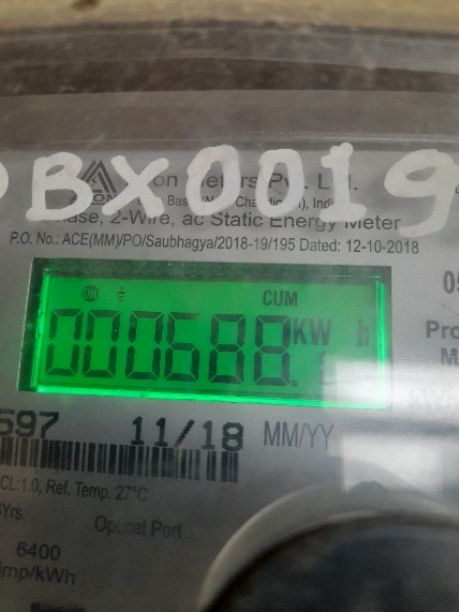 BX0019
Meters Pvt. Ltd.
2-Wire, ac Static Energy Meter
P.O. No.: ACE(MM)/PO/Saubhagya/2018-19/195 Dated: 12-10-2018
ON CUM
000688. KW h
597 11/18 MM/YY
CL:1.0, Ref. Temp. 27°C
Yrs.
Optical Port
6400
imp/kWh